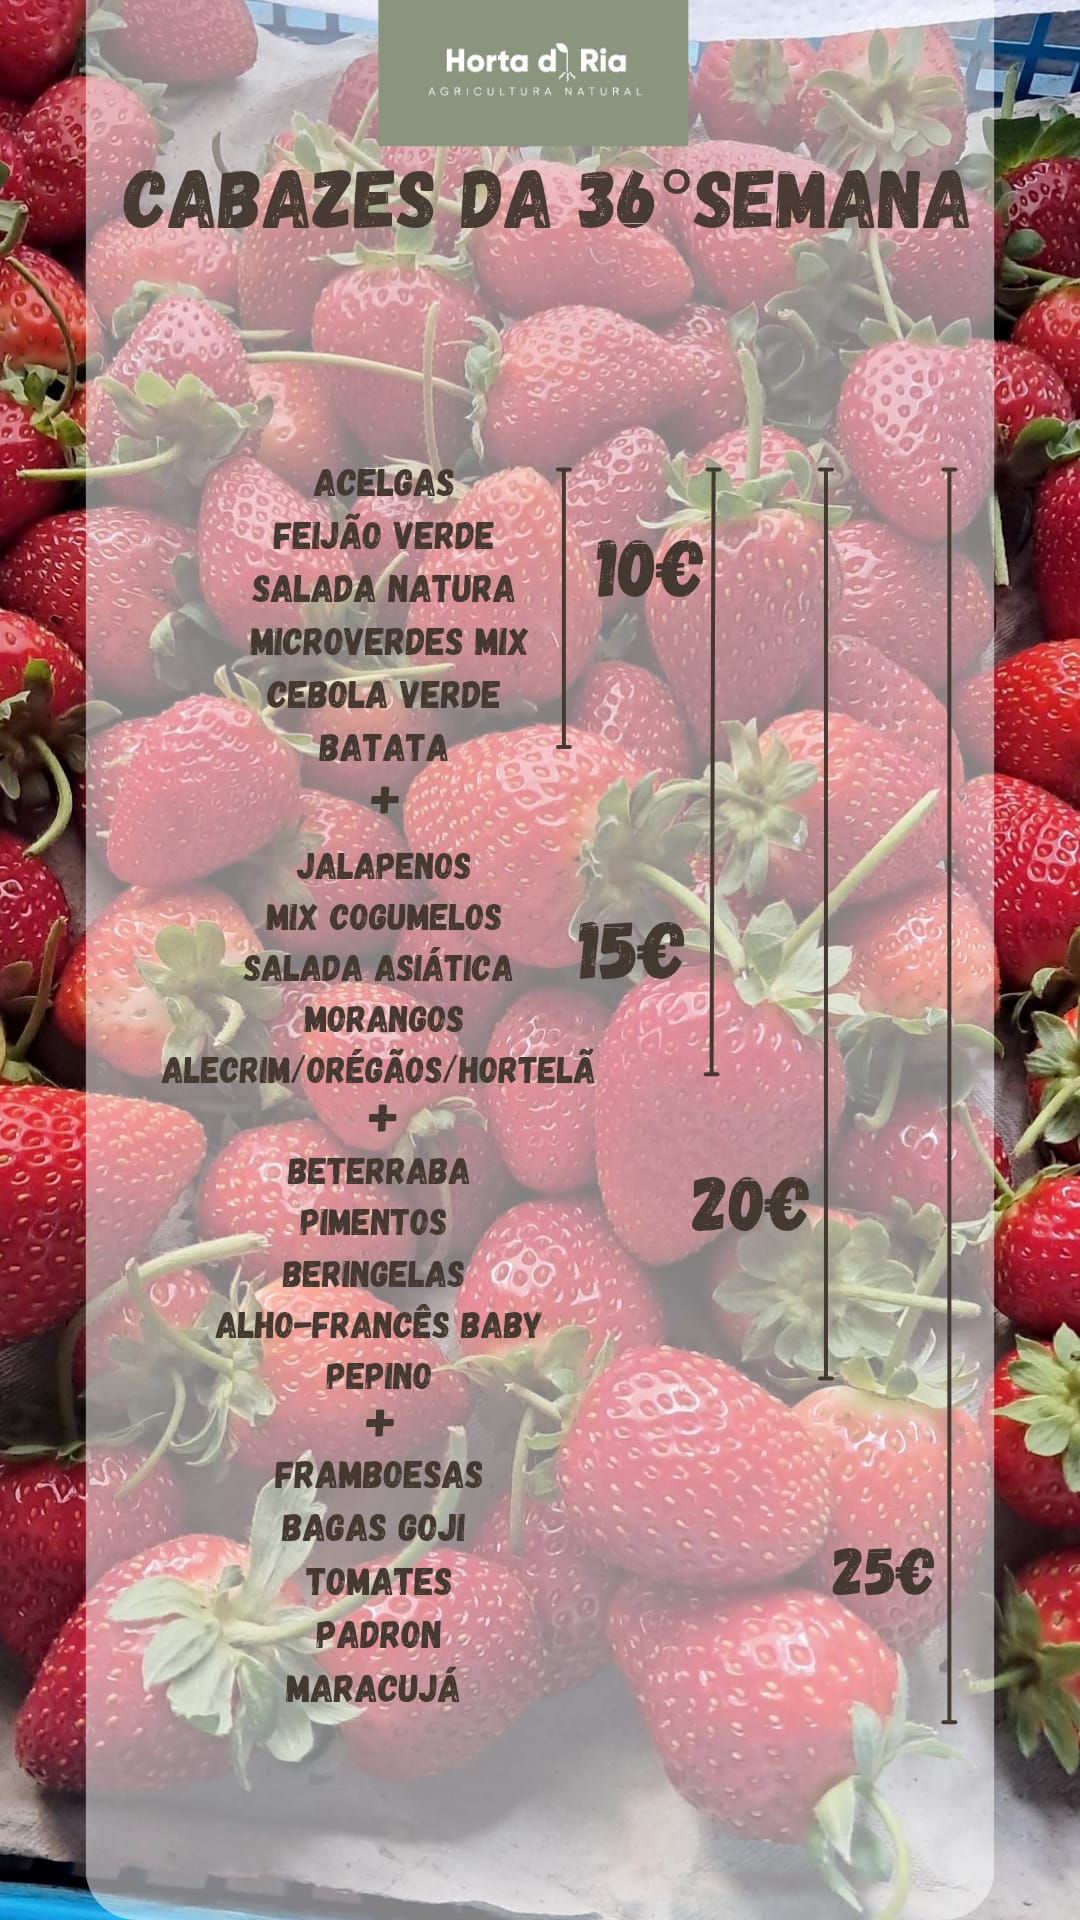 Horta d Ria
AGRICULTURA NATURAL
CABAZES DA 36°SEMANA
ACELGAS
FEIJÃO VERDE
SALADA NATURA
MICROVERDES MIX
CEBOLA VERDE
BATATA
10€
+
JALAPENOS
MIX COGUMELOS
SALADA ASIÁTICA
MORANGOS
ALECRIM/ORÉGÃOS/HORTELÃ
15€
+
BETERRABA
PIMENTOS
BERINGELAS
ALHO-FRANCÊS BABY
PEPINO
20€
+
FRAMBOESAS
BAGAS GOJI
TOMATES
PADRON
MARACUJÁ
25€